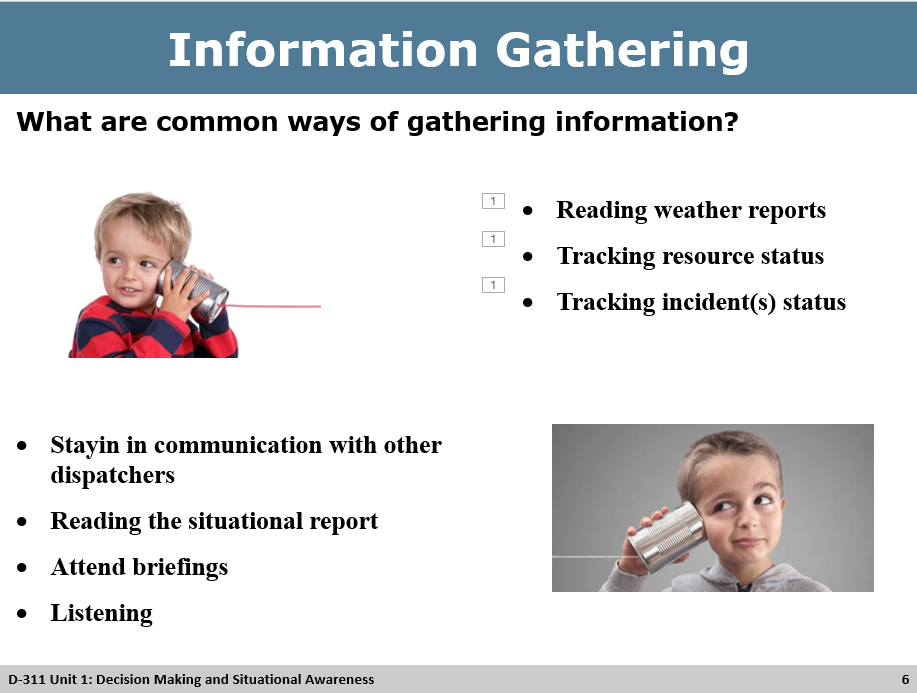 Information Gathering
What are common ways of gathering information?
1
• Reading weather reports
1
• Tracking resource status
1
• Tracking incident(s) status
• Stayin in communication with other
dispatchers
• Reading the situational report
• Attend briefings
• Listening
D-311 Unit 1: Decision Making and Situational Awareness
6